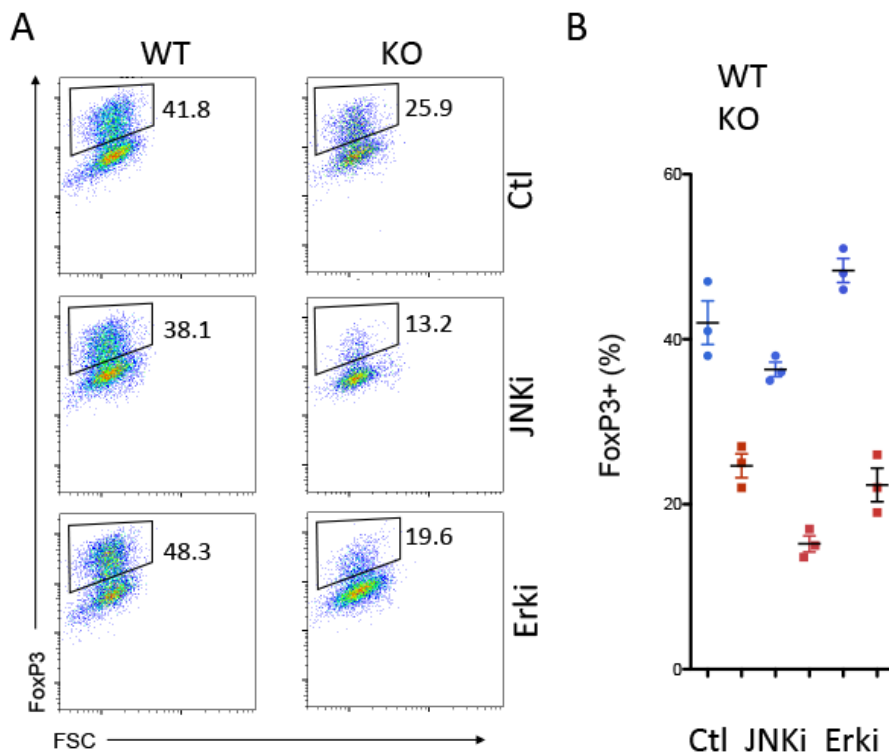 A
WT
KO
41.8
25.9
Ctl
38.1
13.2
JNKi
48.3
19.6
Erki
FoxP3
FSC
B
WT
KO
60
40
20
0
FoxP3+ (%)
Ctl JNKi Erki